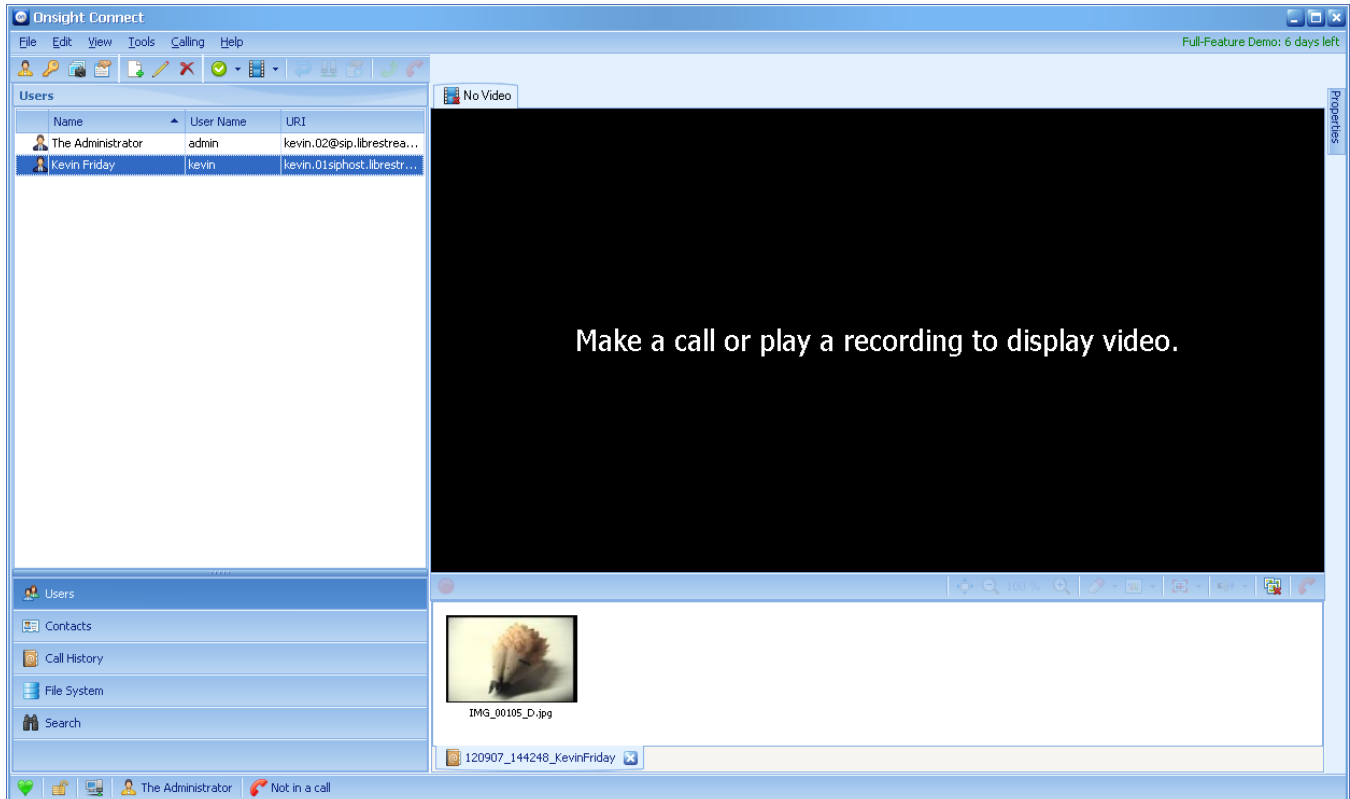 Onsight Connect
File Edit View Tools Calling Help
Full-Feature Demo: 6 days left
Users
No Video
Properties
Name User Name URI
The Administrator admin kevin.02@sip.librestrea...
Kevin Friday kevin kevin.01siphost.librestr...
Make a call or play a recording to display video.
Users
100 %
Contacts
Call History
File System
Search
IMG_00105_D.jpg
120907_144248_KevinFriday
The Administrator Not in a call